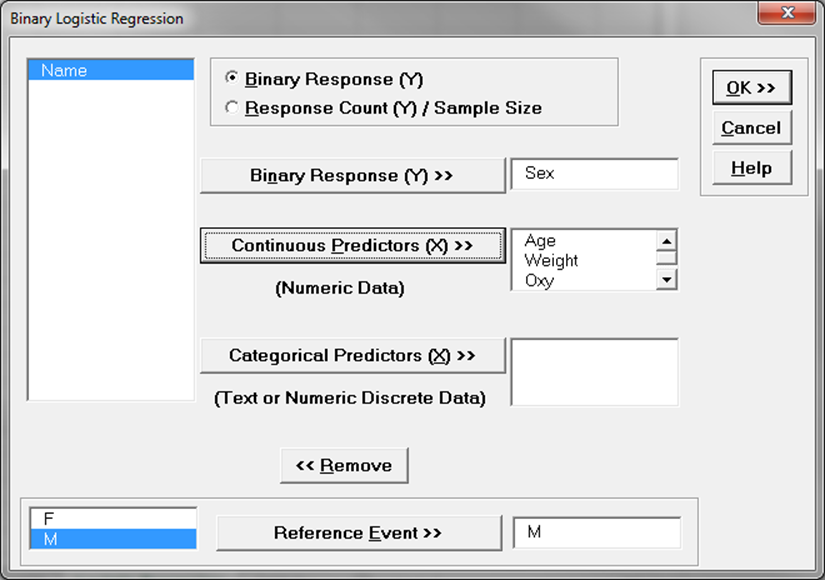 Binary Logistic Regression
Name
Binary Response (Y)
Response Count (Y) / Sample Size
OK >>
Cancel
Help
Binary Response (Y) >>
Sex
Continuous Predictors (X) >>
(Numeric Data)
Age
Weight
Oxy
Categorical Predictors (X) >>
(Text or Numeric Discrete Data)
<< Remove
F
M
Reference Event >>
M